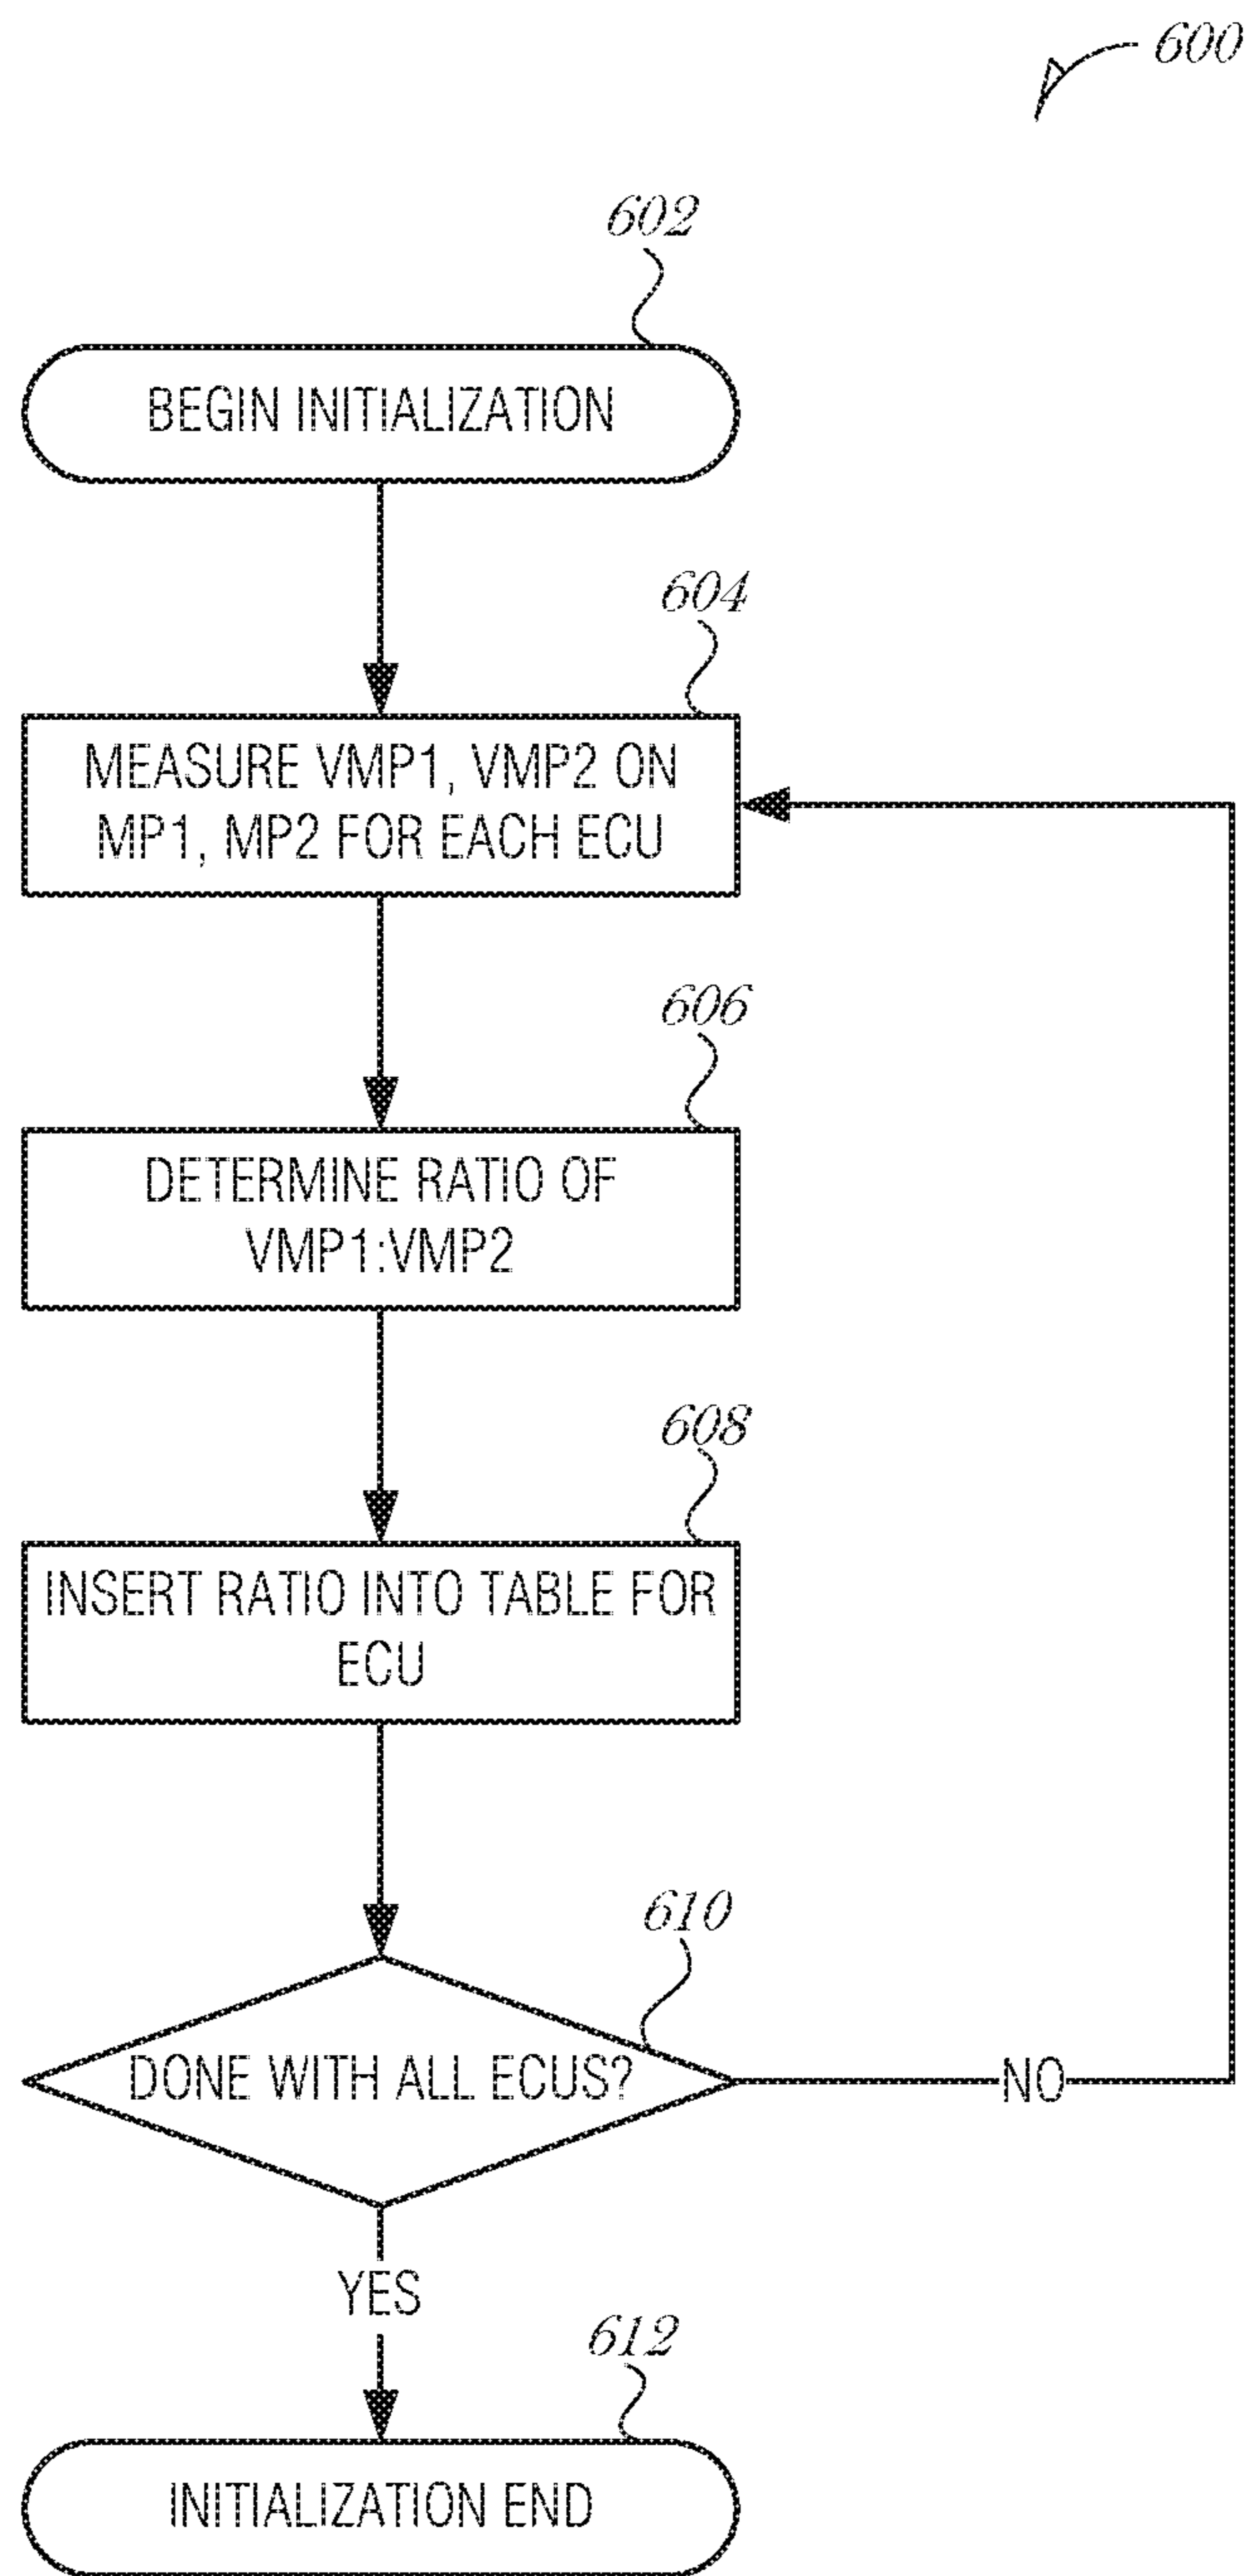 600
602
BEGIN INITIALIZATION
604
MEASURE VMP1, VMP2 ON
MP1, MP2 FOR EACH ECU
606
DETERMINE RATIO OF
VMP1:VMP2
608
INSERT RATIO INTO TABLE FOR
ECU
610
DONE WITH ALL ECUS?
NO
YES
612
INITIALIZATION END